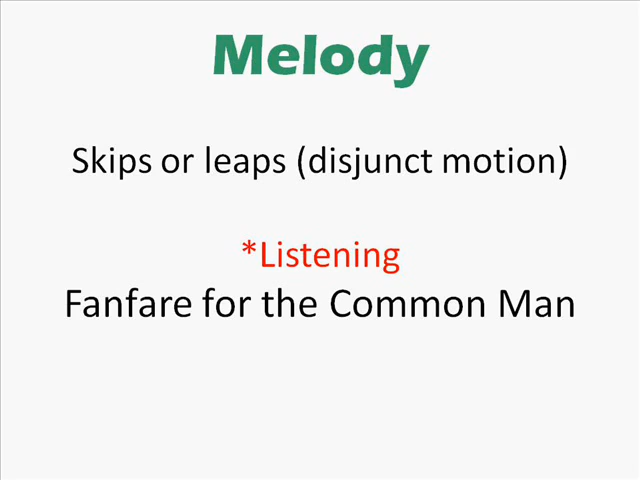 Melody
Skips or leaps (disjunct motion)
*Listening
Fanfare for the Common Man